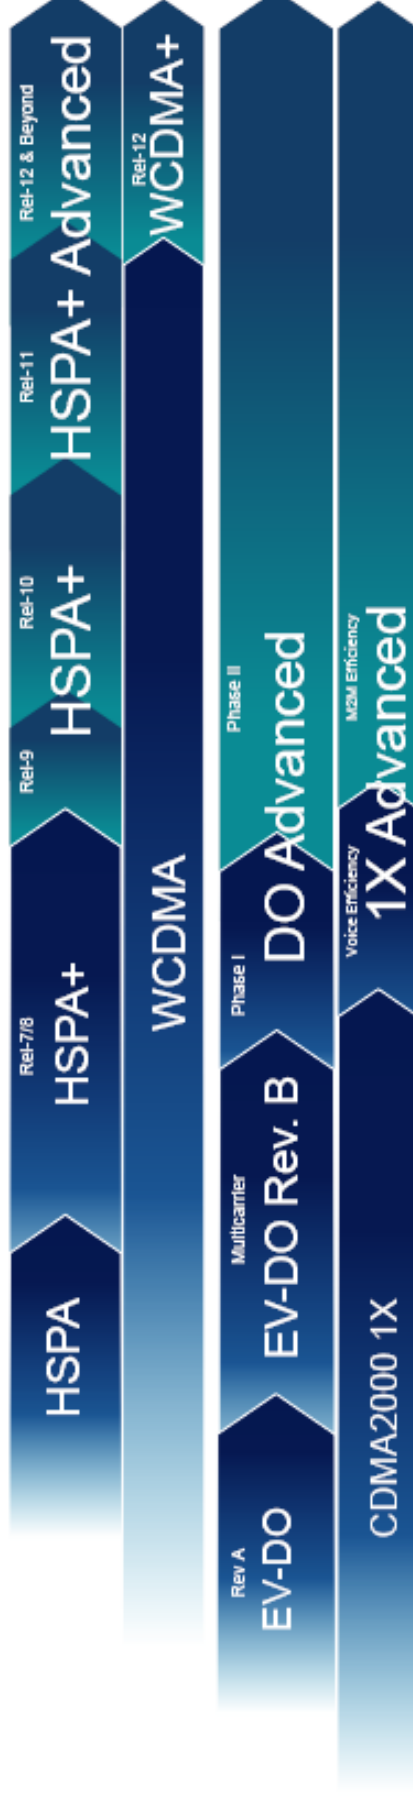 HSPA
Rel-7/8
HSPA+
Rel-9
Rel-10
HSPA+
Rel-11
Rel-12 & Beyond
HSPA+ Advanced
WCDMA
Rel-12
WCDMA+
Rev A
EV-DO
Multicarrier
EV-DO Rev. B
Phase I
Phase II
DO Advanced
CDMA2000 1X
Voice Efficiency
M2M Efficiency
1X Advanced